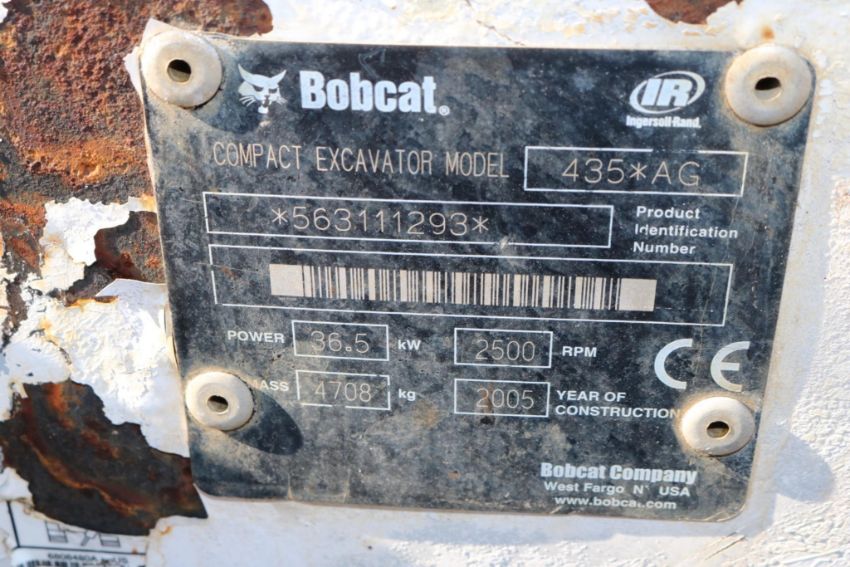 Bobcat®
IR
Ingersoll-Rand
COMPACT EXCAVATOR MODEL 435*AG
*563111293*
Product
Identification
Number
POWER 36.5 kW 2500 RPM
MASS 4708 kg 2005 YEAR OF
CONSTRUCTION
CE
Bobcat Company
West Fargo N USA
www.bobcat.com